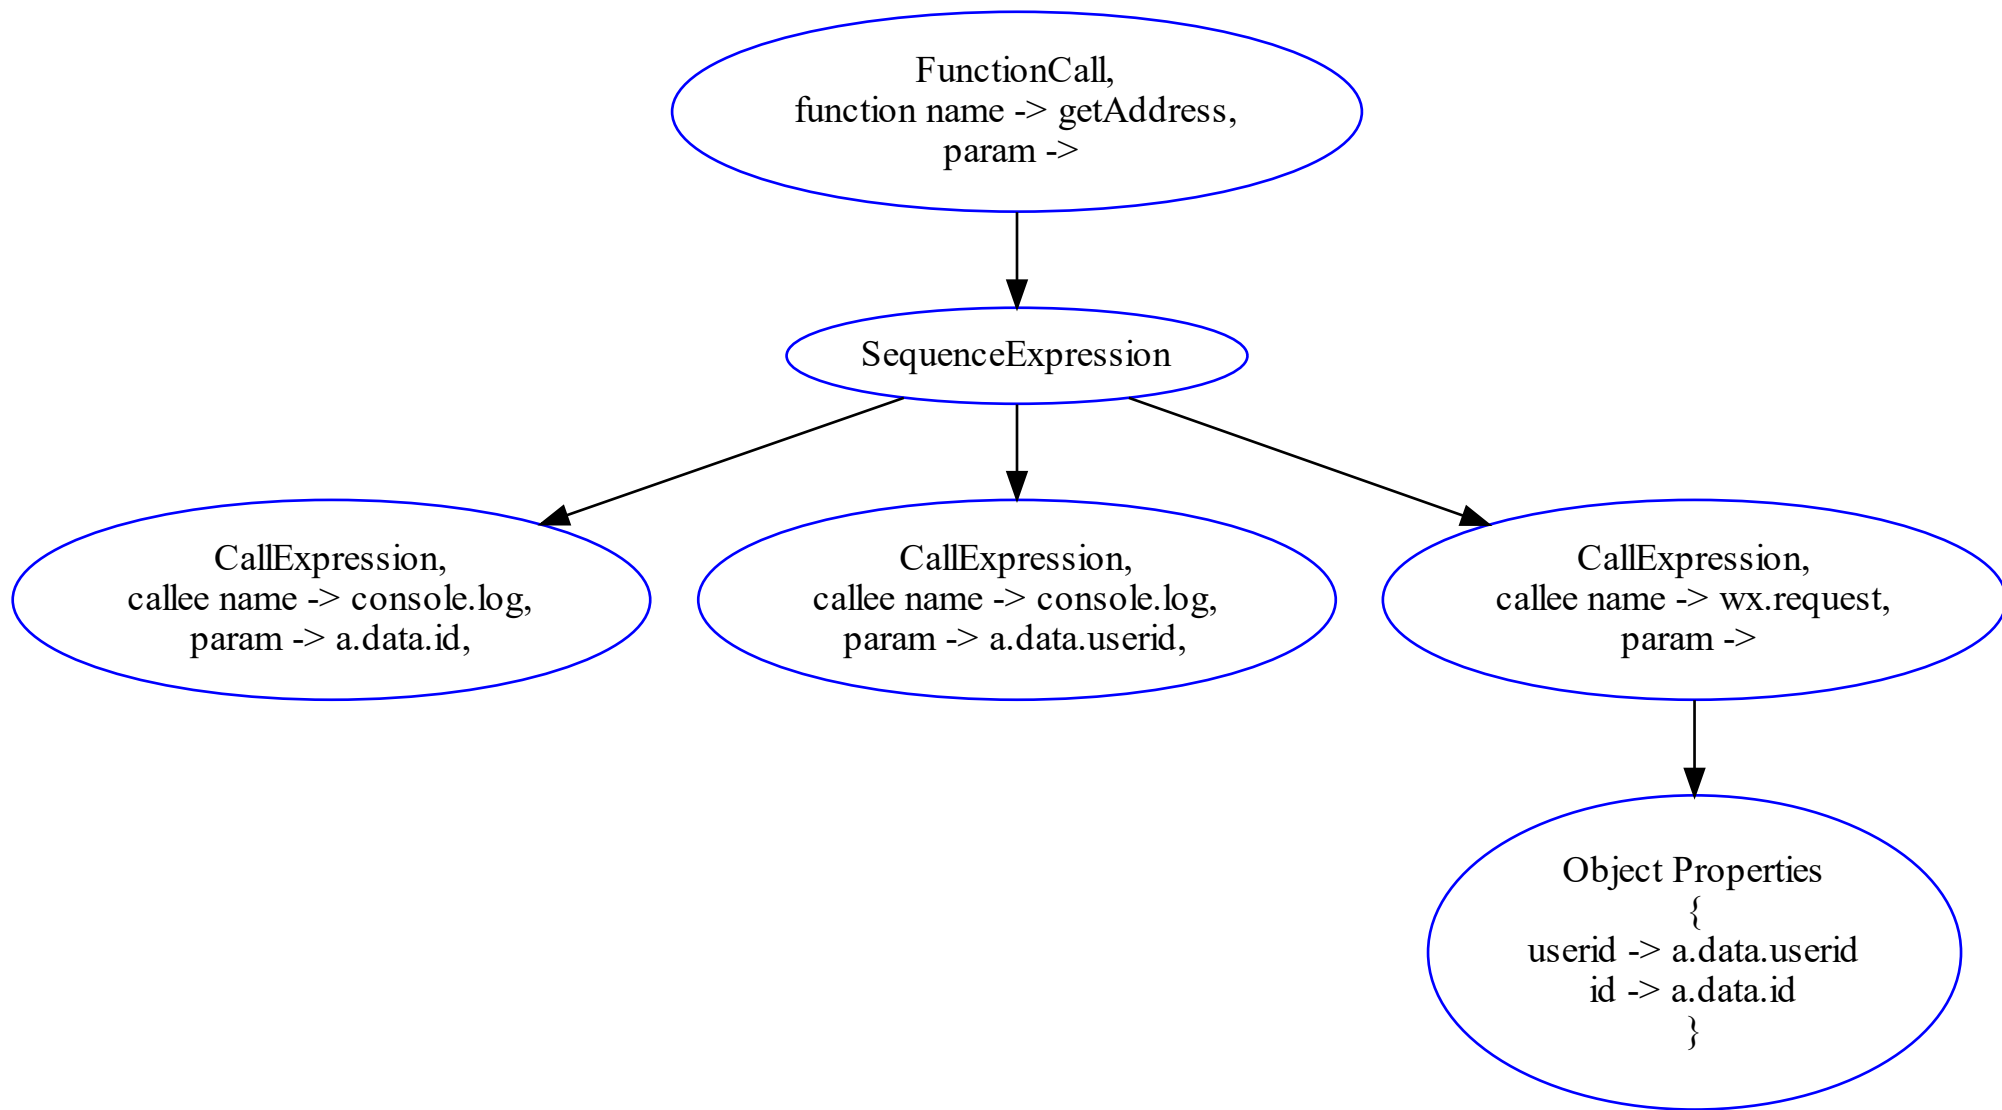 FunctionCall,
function name -> getAddress,
param ->
SequenceExpression
CallExpression,
callee name -> console.log,
param -> a.data.id,
CallExpression,
callee name -> console.log,
param -> a.data.userid,
CallExpression,
callee name -> wx.request,
param ->
Object Properties
{
userid -> a.data.userid
id -> a.data.id
}